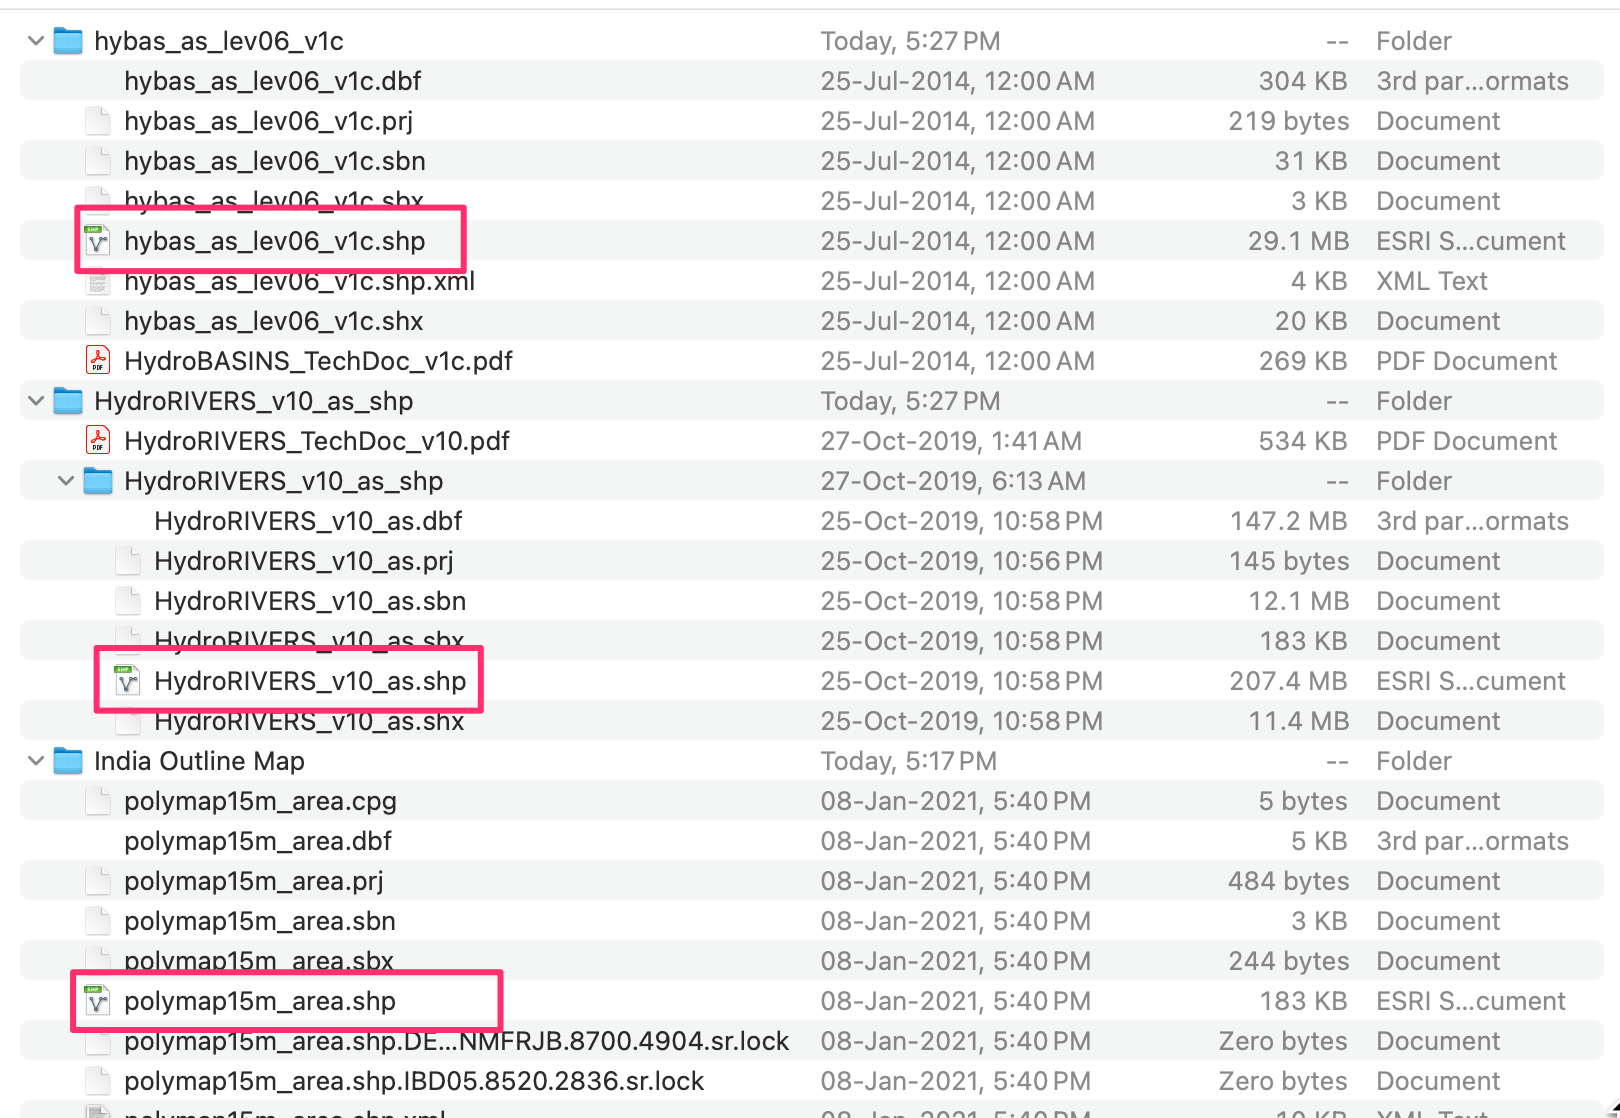 hybas_as_lev06_v1c Today, 5:27 PM -- Folder
hybas_as_lev06_v1c.dbf 25-Jul-2014, 12:00 AM 304 KB 3rd par...ormats
hybas_as_lev06_v1c.prj 25-Jul-2014, 12:00 AM 219 bytes Document
hybas_as_lev06_v1c.sbn 25-Jul-2014, 12:00 AM 31 KB Document
hybas_as_lev06_v1c.sbx 25-Jul-2014, 12:00 AM 3 KB Document
SHP hybas_as_lev06_v1c.shp 25-Jul-2014, 12:00 AM 29.1 MB ESRI S...cument
hybas_as_lev06_v1c.shp.xml 25-Jul-2014, 12:00 AM 4 KB XML Text
hybas_as_lev06_v1c.shx 25-Jul-2014, 12:00 AM 20 KB Document
PDF HydroBASINS_TechDoc_v1c.pdf 25-Jul-2014, 12:00 AM 269 KB PDF Document
HydroRIVERS_v10_as_shp Today, 5:27 PM -- Folder
PDF HydroRIVERS_TechDoc_v10.pdf 27-Oct-2019, 1:41 AM 534 KB PDF Document
HydroRIVERS_v10_as_shp 27-Oct-2019, 6:13 AM -- Folder
HydroRIVERS_v10_as.dbf 25-Oct-2019, 10:58 PM 147.2 MB 3rd par...ormats
HydroRIVERS_v10_as.prj 25-Oct-2019, 10:56 PM 145 bytes Document
HydroRIVERS_v10_as.sbn 25-Oct-2019, 10:58 PM 12.1 MB Document
HydroRIVERS_v10_as.sbx 25-Oct-2019, 10:58 PM 183 KB Document
SHP HydroRIVERS_v10_as.shp 25-Oct-2019, 10:58 PM 207.4 MB ESRI S...cument
HydroRIVERS_v10_as.shx 25-Oct-2019, 10:58 PM 11.4 MB Document
India Outline Map Today, 5:17 PM -- Folder
polymap15m_area.cpg 08-Jan-2021, 5:40 PM 5 bytes Document
polymap15m_area.dbf 08-Jan-2021, 5:40 PM 5 KB 3rd par...ormats
polymap15m_area.prj 08-Jan-2021, 5:40 PM 484 bytes Document
polymap15m_area.sbn 08-Jan-2021, 5:40 PM 3 KB Document
polymap15m_area.sbx 08-Jan-2021, 5:40 PM 244 bytes Document
SHP polymap15m_area.shp 08-Jan-2021, 5:40 PM 183 KB ESRI S...cument
polymap15m_area.shp.DE...NMFRJB.8700.4904.sr.lock 08-Jan-2021, 5:40 PM Zero bytes Document
polymap15m_area.shp.IBD05.8520.2836.sr.lock 08-Jan-2021, 5:40 PM Zero bytes Document
polymap15m_area.shp.xml 08-Jan-2021, 5:40 PM 10 KB XML Text